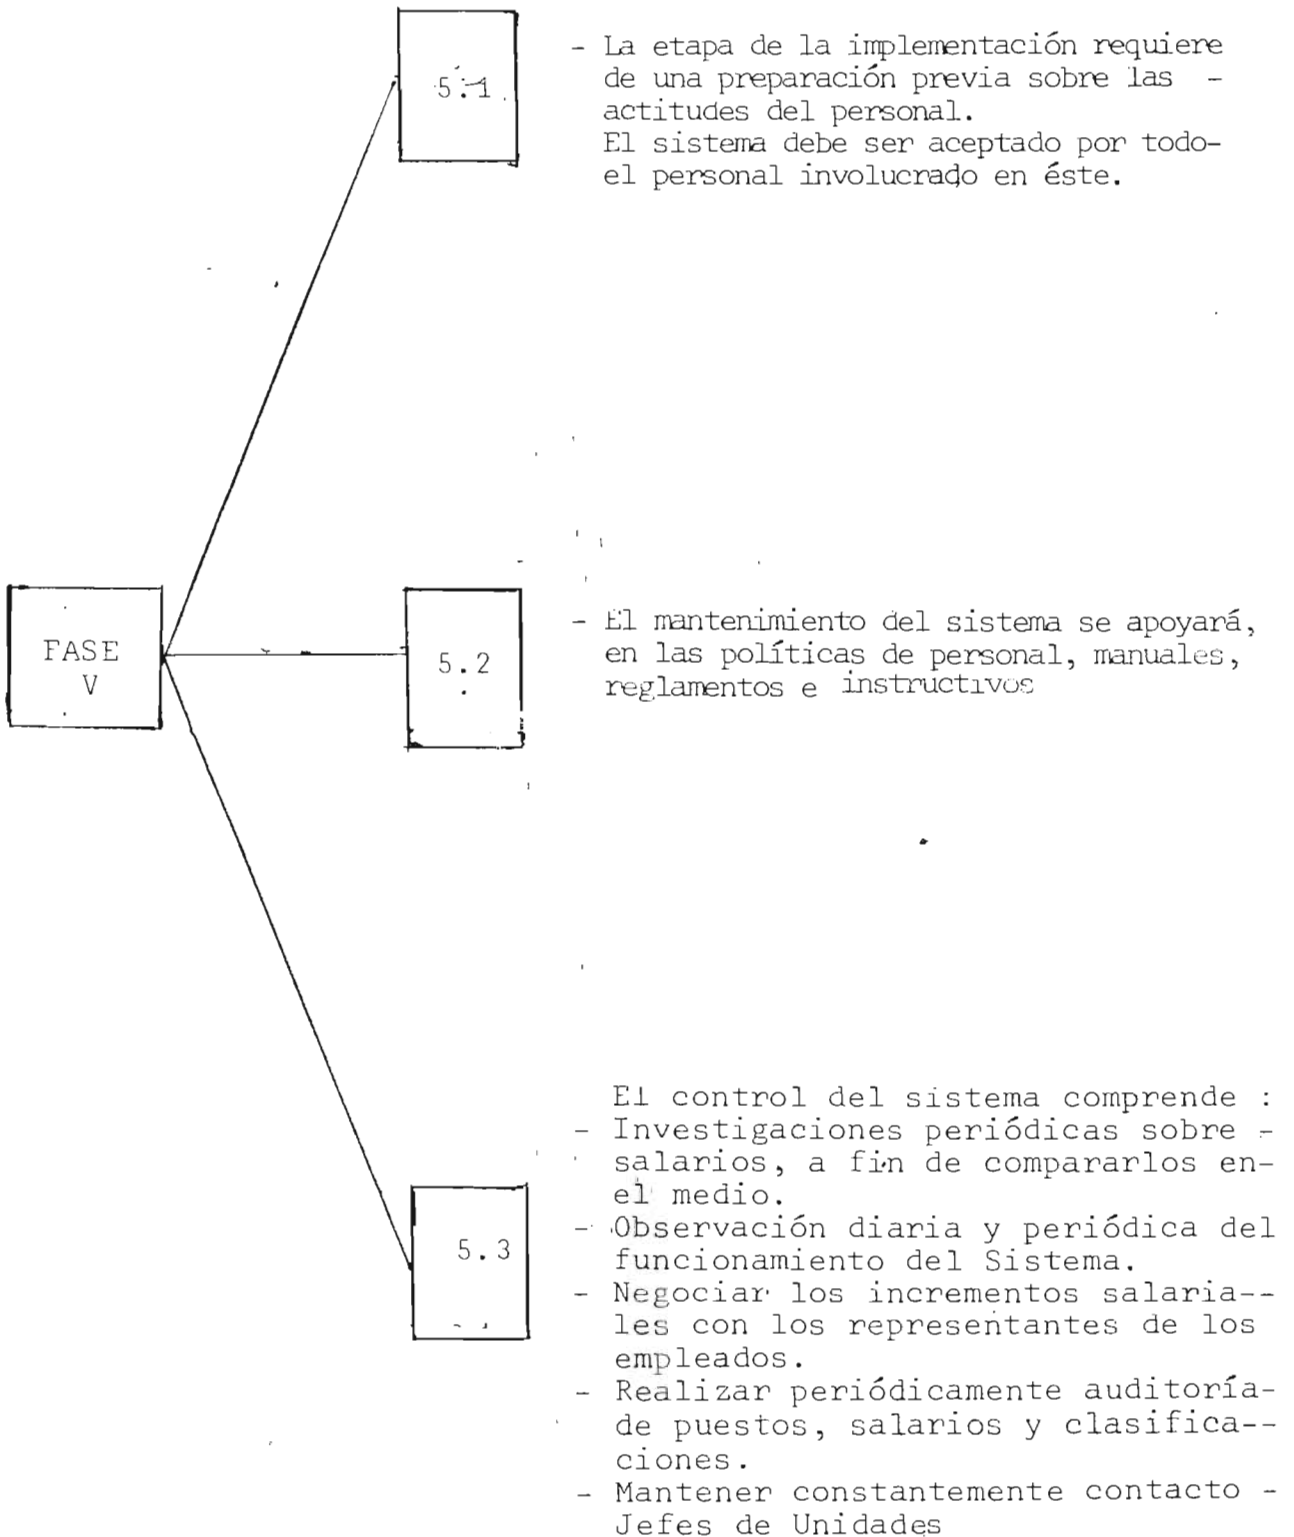 5.1
- La etapa de la implementación requiere
de una preparación previa sobre las -
actitudes del personal.
El sistema debe ser aceptado por todo-
el personal involucrado en éste.
FASE
V
5.2
- El mantenimiento del sistema se apoyará,
en las políticas de personal, manuales,
reglamentos e instructivos
5.3
El control del sistema comprende :
- Investigaciones periódicas sobre -
salarios, a fin de compararlos en-
el medio.
- Observación diaria y periódica del
funcionamiento del Sistema.
- Negociar los incrementos salaria--
les con los representantes de los
empleados.
- Realizar periódicamente auditoría-
de puestos, salarios y clasifica--
ciones.
- Mantener constantemente contacto -
Jefes de Unidades